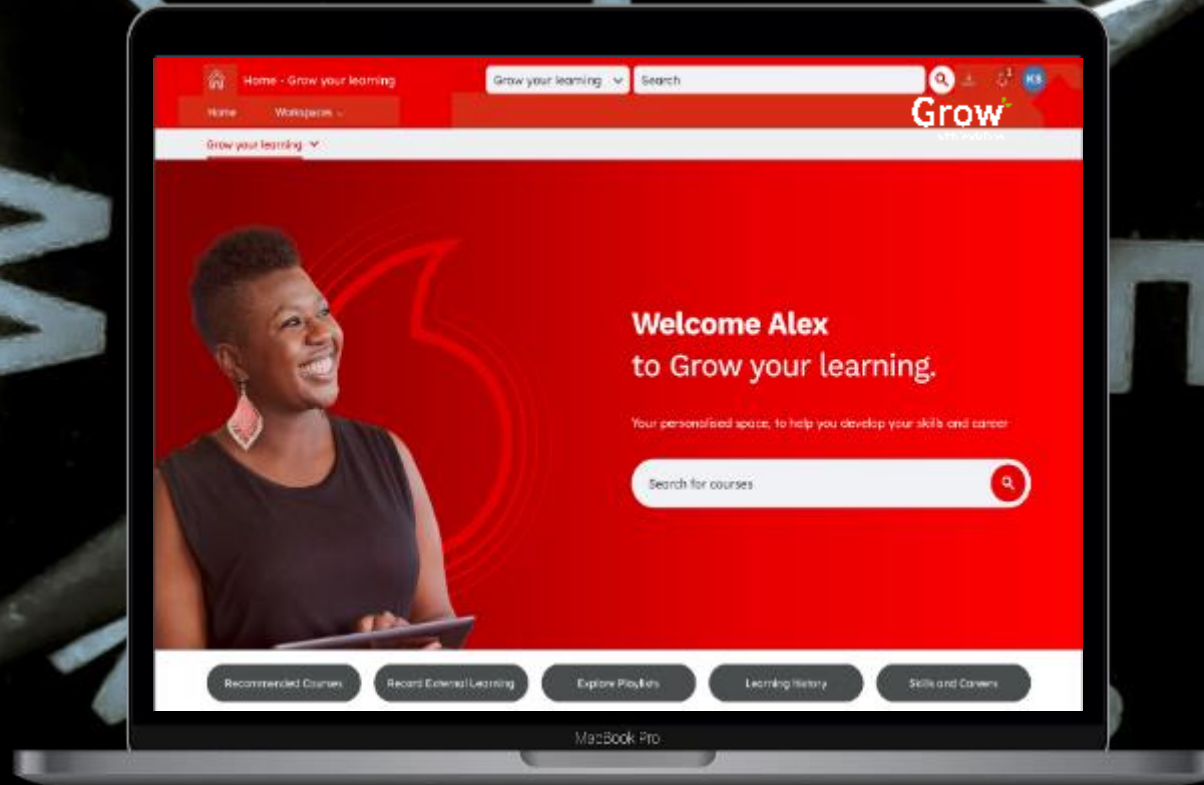 Home - Grow your learning
Grow your learning
Search
1
KS
Home
Workspaces
Grow
Grow your learning
Welcome Alex
to Grow your learning.
Your personalised space, to help you develop your skills and career
Search for courses
Recommended Courses
Record External Learning
Explore Playlists
Learning History
Skills and Careers
MacBook Pro